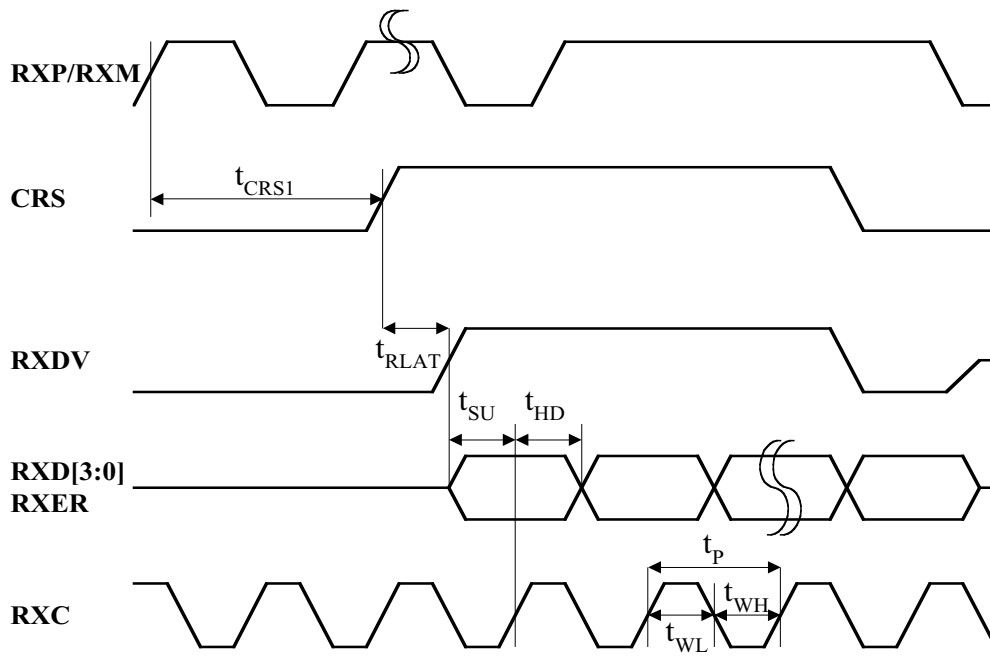 RXP/RXM
t_CRS1
CRS
t_RLAT
RXDV
t_SU
t_HD
RXD[3:0]
RXER
t_P
RXC
t_WH
t_WL